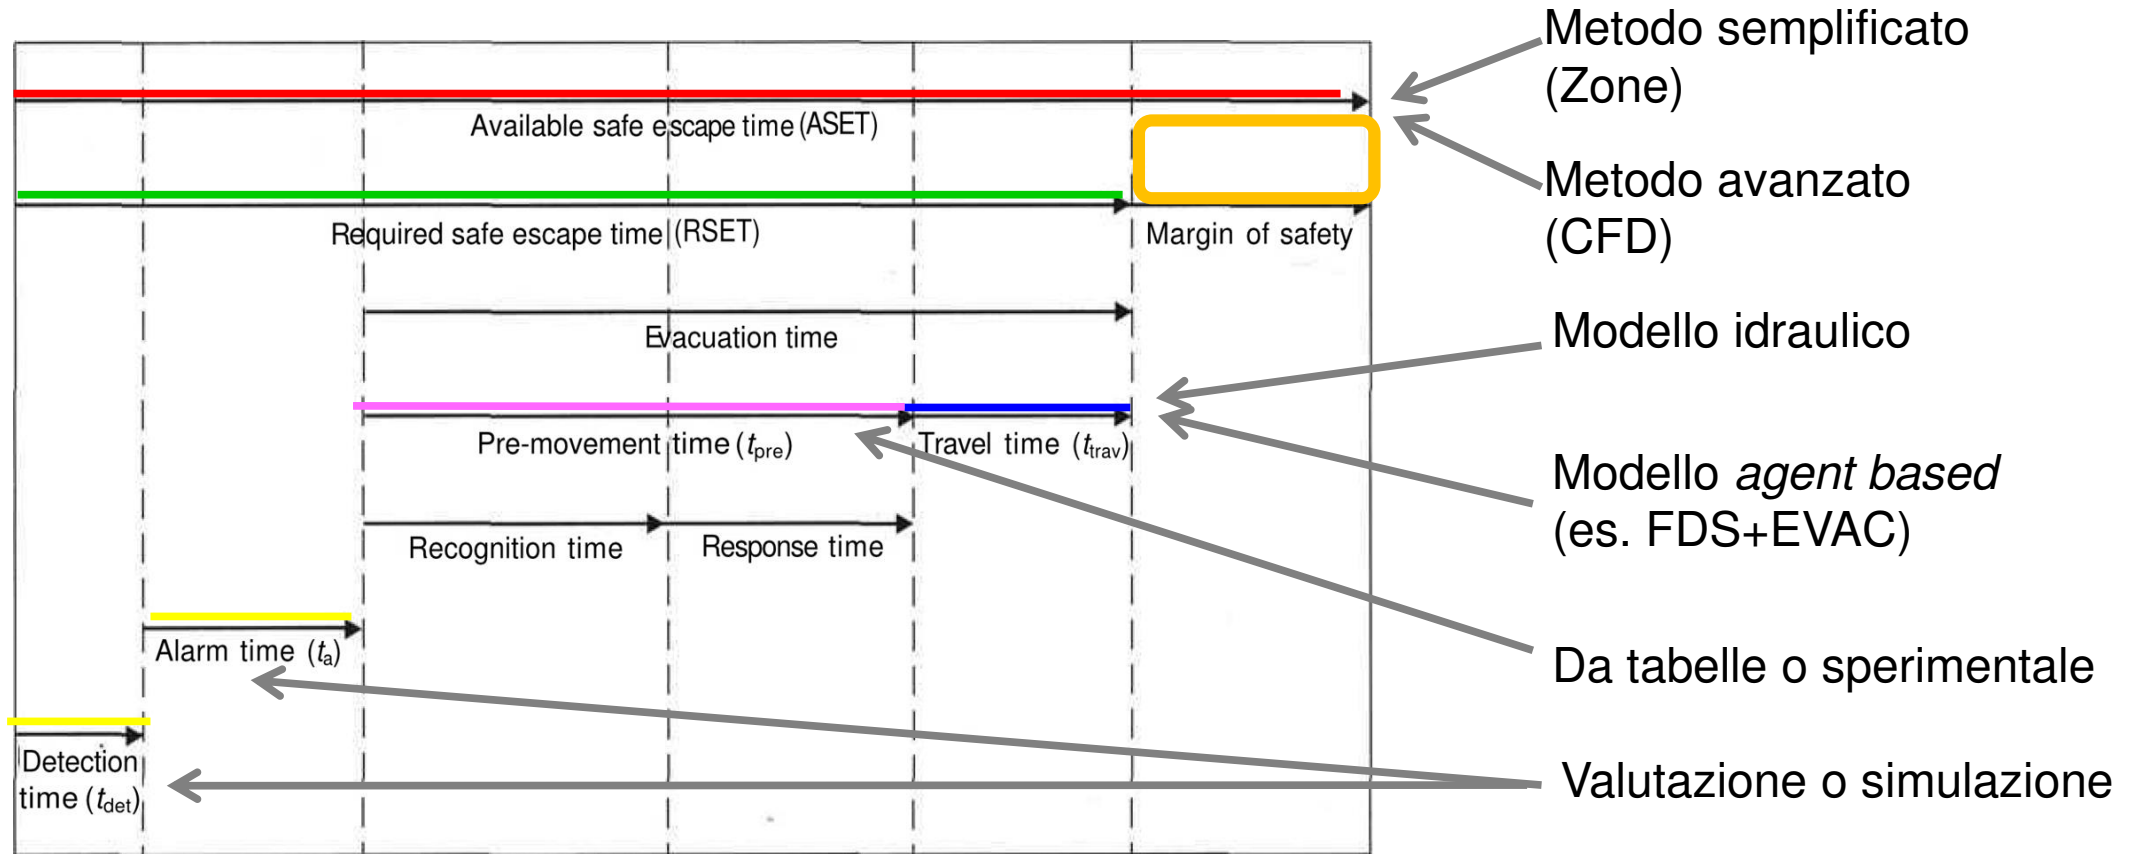 Metodo semplificato
(Zone)
Available safe escape time (ASET)
Metodo avanzato
(CFD)
Required safe escape time (RSET)
Margin of safety
Modello idraulico
Evacuation time
Pre-movement time (tpre)
Travel time (ttrav)
Modello agent based
(es. FDS+EVAC)
Recognition time
Response time
Alarm time (ta)
Da tabelle o sperimentale
Detection
time (tdet)
Valutazione o simulazione